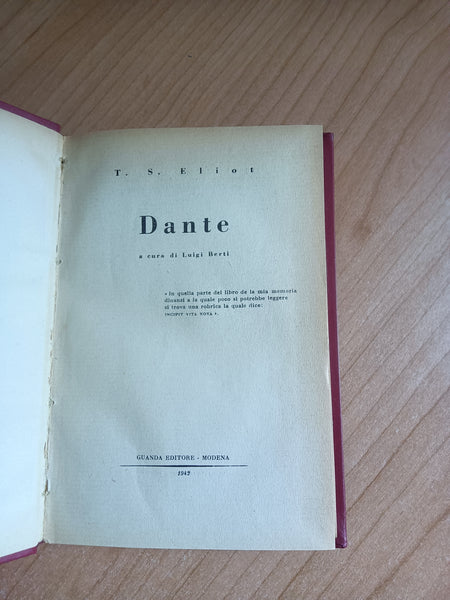 T. S. Eliot
Dante
a cura di Luigi Berti
« In quella parte del libro de la mia memoria
dinanzi a la quale poco si potrebbe leggere
si trova una rubrica la quale dice:
INCIPIT VITA NOVA ».
GUANDA EDITORE - MODENA
1942